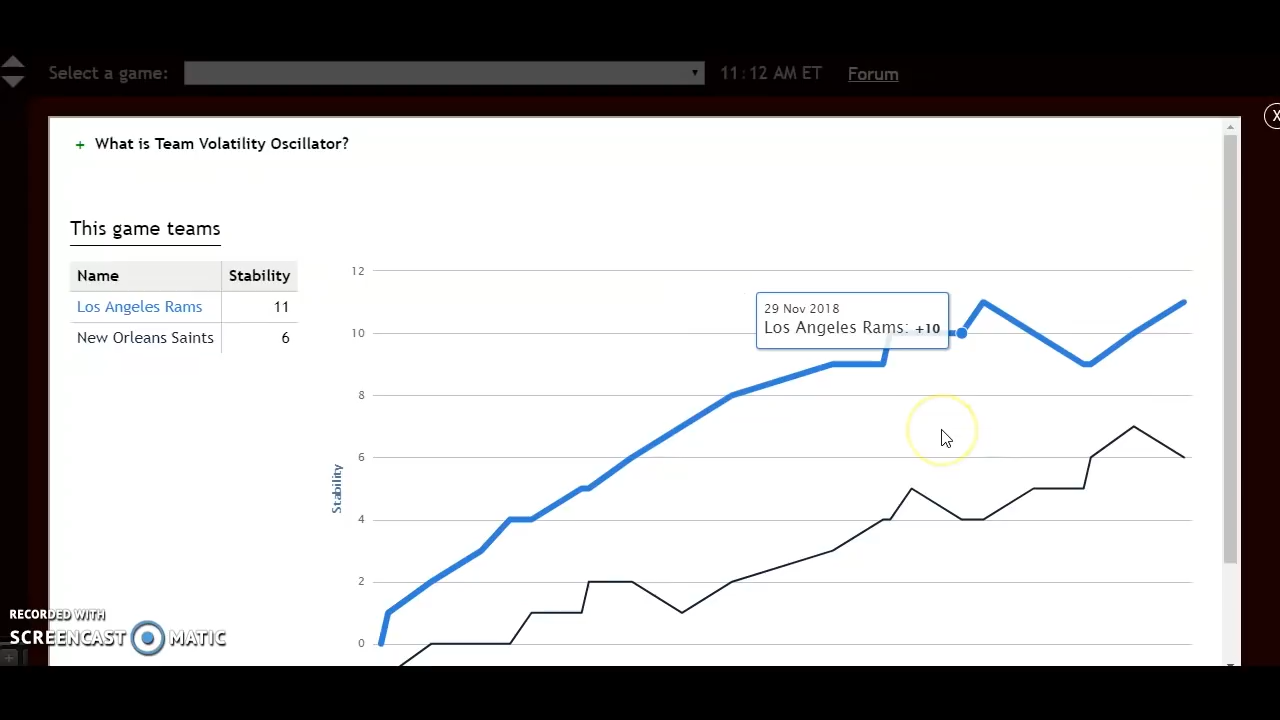 Select a game:
11:12 AM ET
Forum
X
+ What is Team Volatility Oscillator?
This game teams
Name Stability
Los Angeles Rams 11
New Orleans Saints 6
12
10
8
6
4
2
0
Stability
29 Nov 2018
Los Angeles Rams: +10
RECORDED WITH
SCREENCAST MATIC